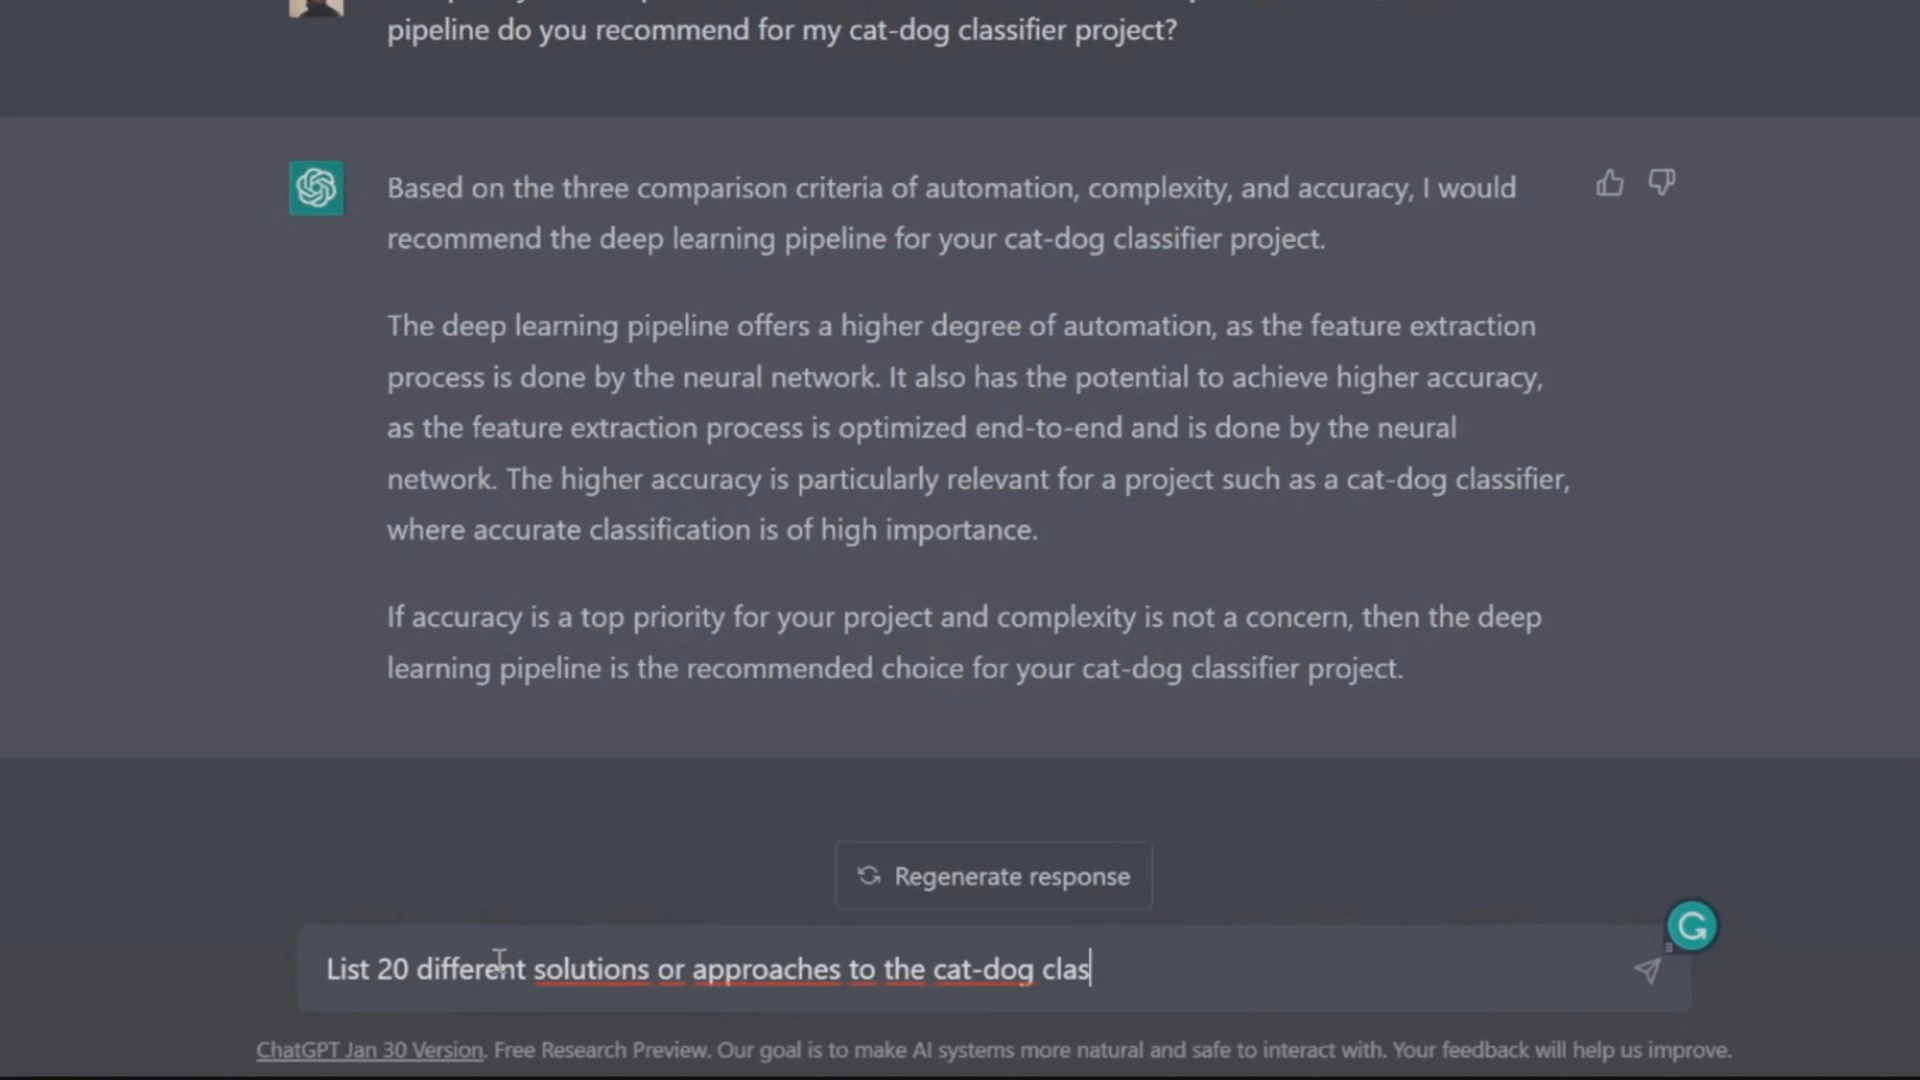 pipeline do you recommend for my cat-dog classifier project?
Based on the three comparison criteria of automation, complexity, and accuracy, I would
recommend the deep learning pipeline for your cat-dog classifier project.
The deep learning pipeline offers a higher degree of automation, as the feature extraction
process is done by the neural network. It also has the potential to achieve higher accuracy,
as the feature extraction process is optimized end-to-end and is done by the neural
network. The higher accuracy is particularly relevant for a project such as a cat-dog classifier,
where accurate classification is of high importance.
If accuracy is a top priority for your project and complexity is not a concern, then the deep
learning pipeline is the recommended choice for your cat-dog classifier project.
Regenerate response
List 20 different solutions or approaches to the cat-dog clas
ChatGPT Jan 30 Version. Free Research Preview. Our goal is to make AI systems more natural and safe to interact with. Your feedback will help us improve.